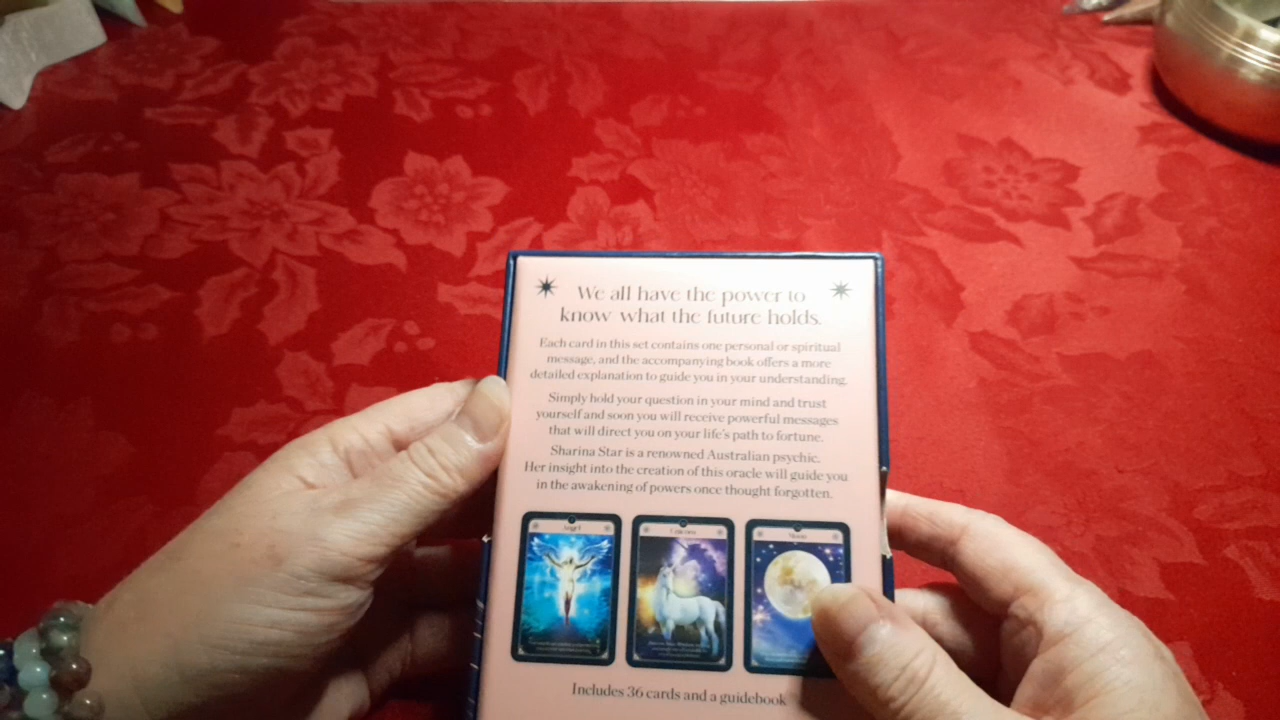 We all have the power to
know what the future holds.
Each card in this set contains one personal or spiritual
message, and the accompanying book offers a more
detailed explanation to guide you in your understanding.
Simply hold your question in your mind and trust
yourself and soon you will receive powerful messages
that will direct you on your life's path to fortune.
Sharina Star is a renowned Australian psychic.
Her insight into the creation of this oracle will guide you
in the awakening of powers once thought forgotten.
Angel
Unicorn
Moon
Includes 36 cards and a guidebook